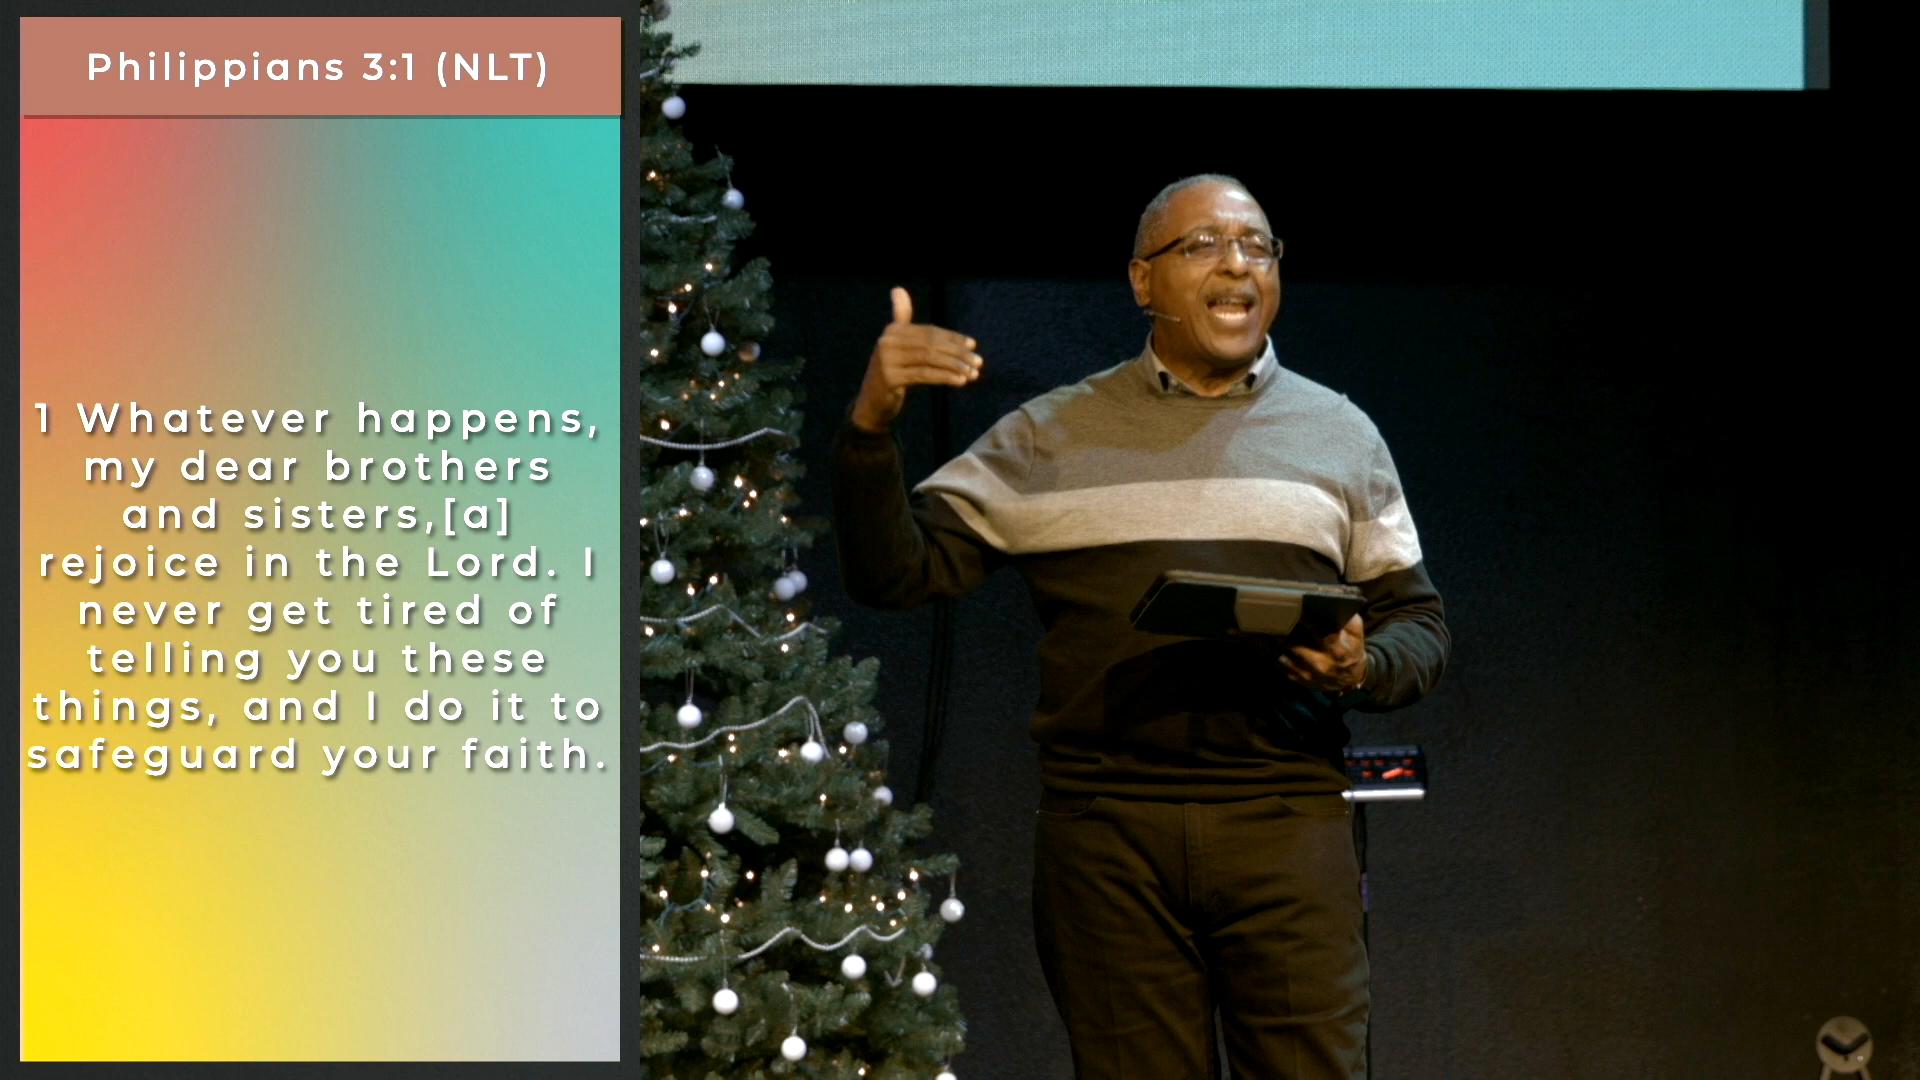 Philippians 3:1 (NLT)
1 Whatever happens,
my dear brothers
and sisters,[a]
rejoice in the Lord. I
never get tired of
telling you these
things, and I do it to
safeguard your faith.